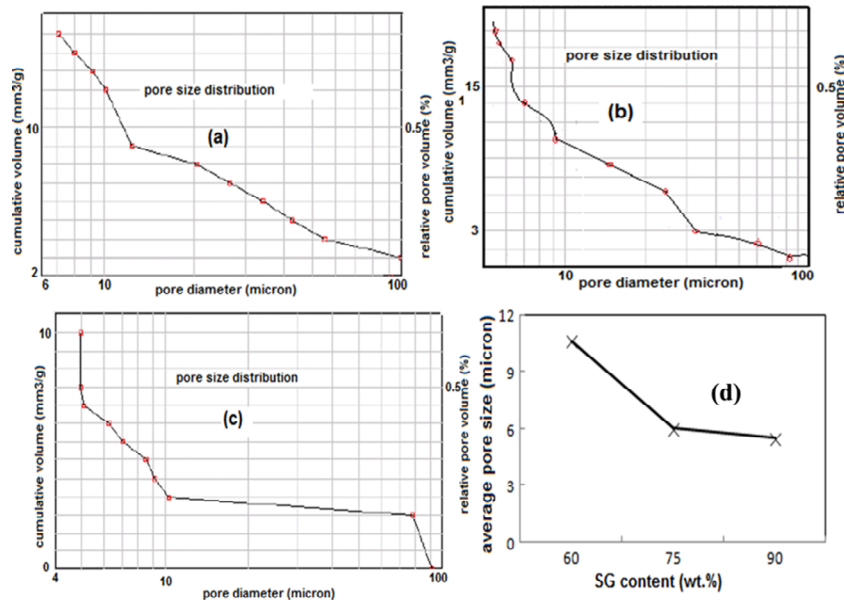 cumulative volume (mm3/g)
10
2
pore size distribution
(a)
0.5
relative pore volume (%)
6 10 100
pore diameter (micron)
cumulative volume (mm3/g)
15
1
3
pore size distribution
(b)
0.5
relative pore volume (%)
10 100
pore diameter (micron)
cumulative volume (mm3/g)
10
0
pore size distribution
(c)
0.5
relative pore volume (%)
4 10 100
pore diameter (micron)
average pore size (micron)
12
9
6
3
0
(d)
60 75 90
SG content (wt.%)